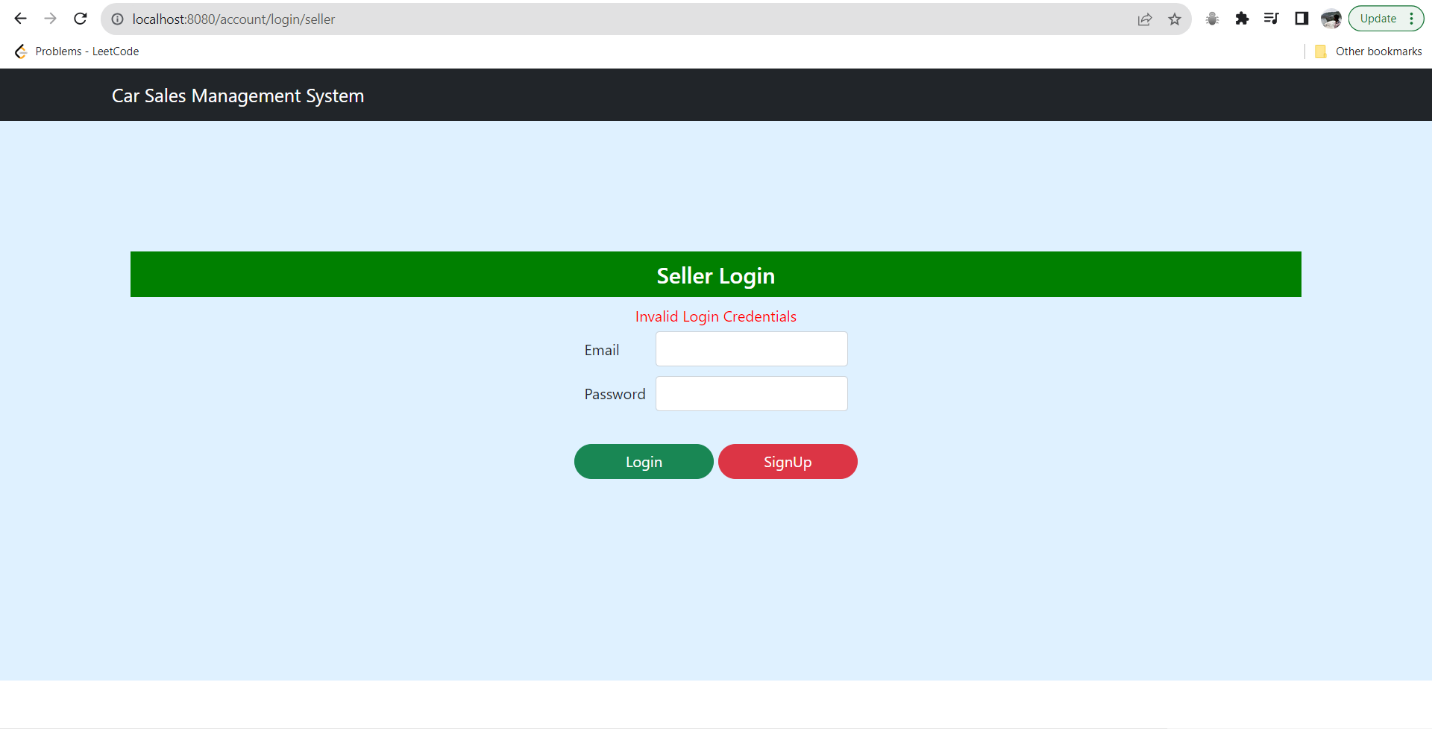 localhost:8080/account/login/seller
Update
Problems - LeetCode
Other bookmarks
Car Sales Management System
Seller Login
Invalid Login Credentials
Email
Password
Login SignUp